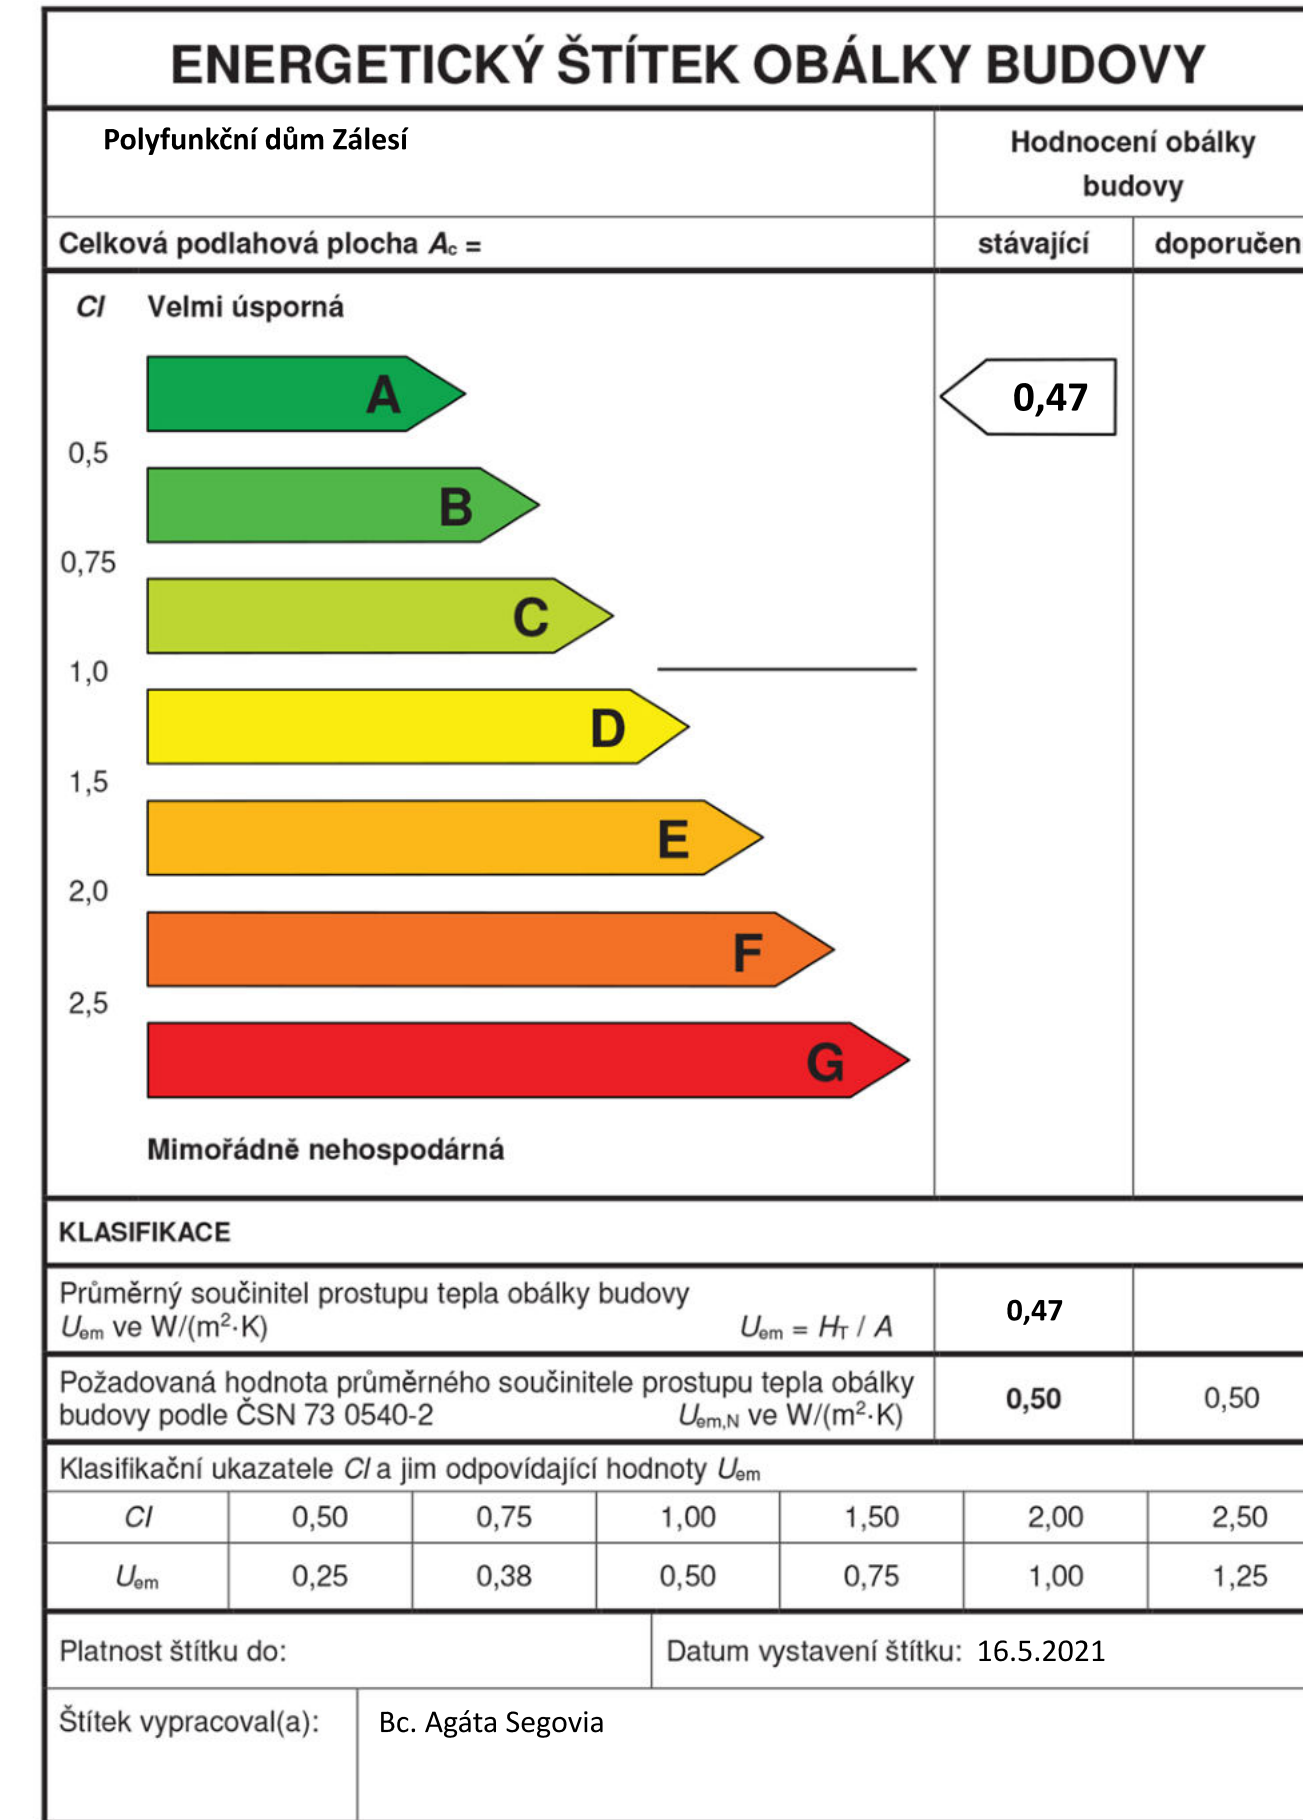 ENERGETICKÝ ŠTÍTEK OBÁLKY BUDOVY
Polyfunkční dům Zálesí
Hodnocení obálky
budovy
Celková podlahová plocha Ac =
stávající
doporučen
CI Velmi úsporná
A
0,47
0,5
B
0,75
C
1,0
D
1,5
E
2,0
F
2,5
G
Mimořádně nehospodárná
KLASIFIKACE
Průměrný součinitel prostupu tepla obálky budovy
Uem ve W/(m²·K) Uem = HT / A
0,47
Požadovaná hodnota průměrného součinitele prostupu tepla obálky
budovy podle ČSN 73 0540-2 Uem,N ve W/(m²·K)
0,50 0,50
Klasifikační ukazatele CI a jim odpovídající hodnoty Uem
CI 0,50 0,75 1,00 1,50 2,00 2,50
Uem 0,25 0,38 0,50 0,75 1,00 1,25
Platnost štítku do: Datum vystavení štítku: 16.5.2021
Štítek vypracoval(a): Bc. Agáta Segovia